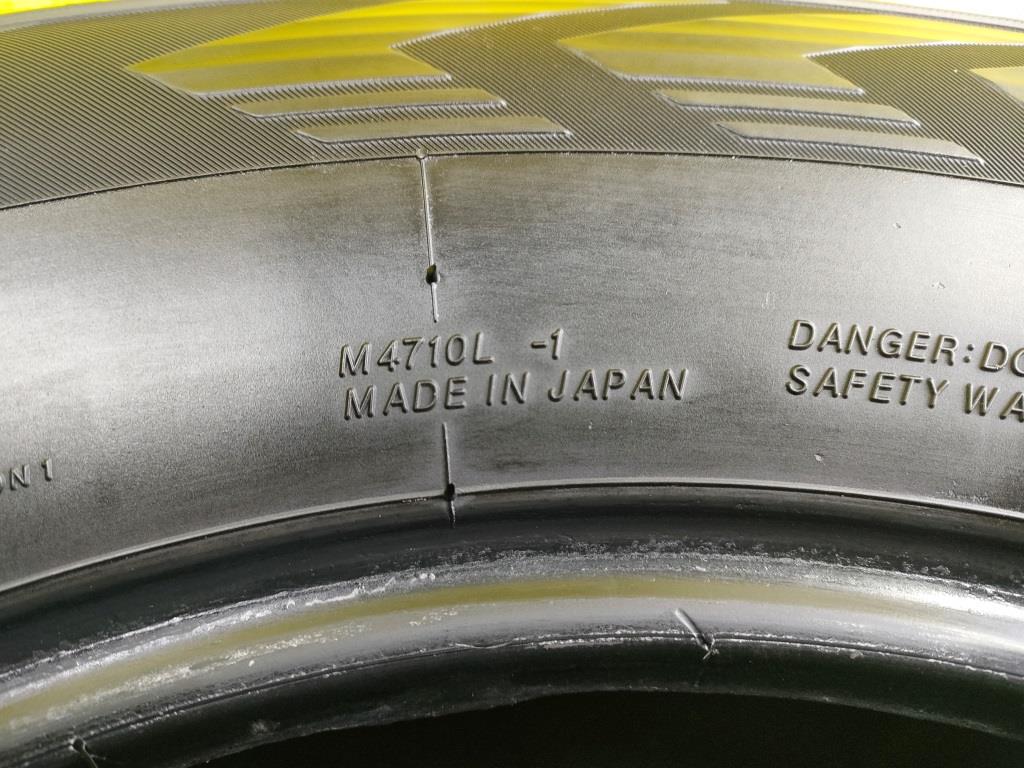 M4710L -1
MADE IN JAPAN
DANGER:
SAFETY